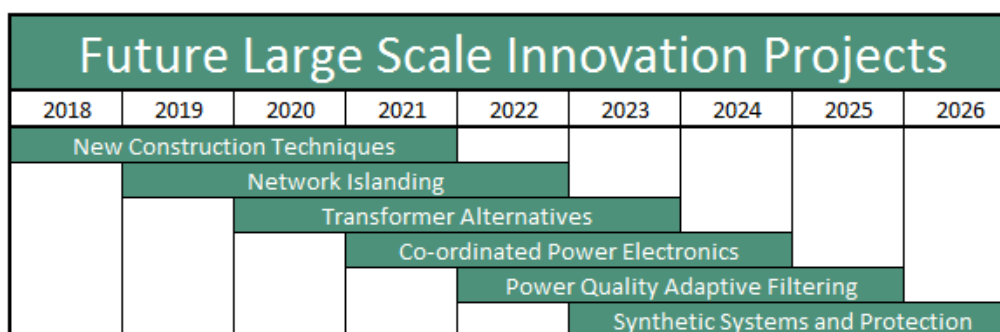 Future Large Scale Innovation Projects
2018 2019 2020 2021 2022 2023 2024 2025 2026
New Construction Techniques
Network Islanding
Transformer Alternatives
Co-ordinated Power Electronics
Power Quality Adaptive Filtering
Synthetic Systems and Protection